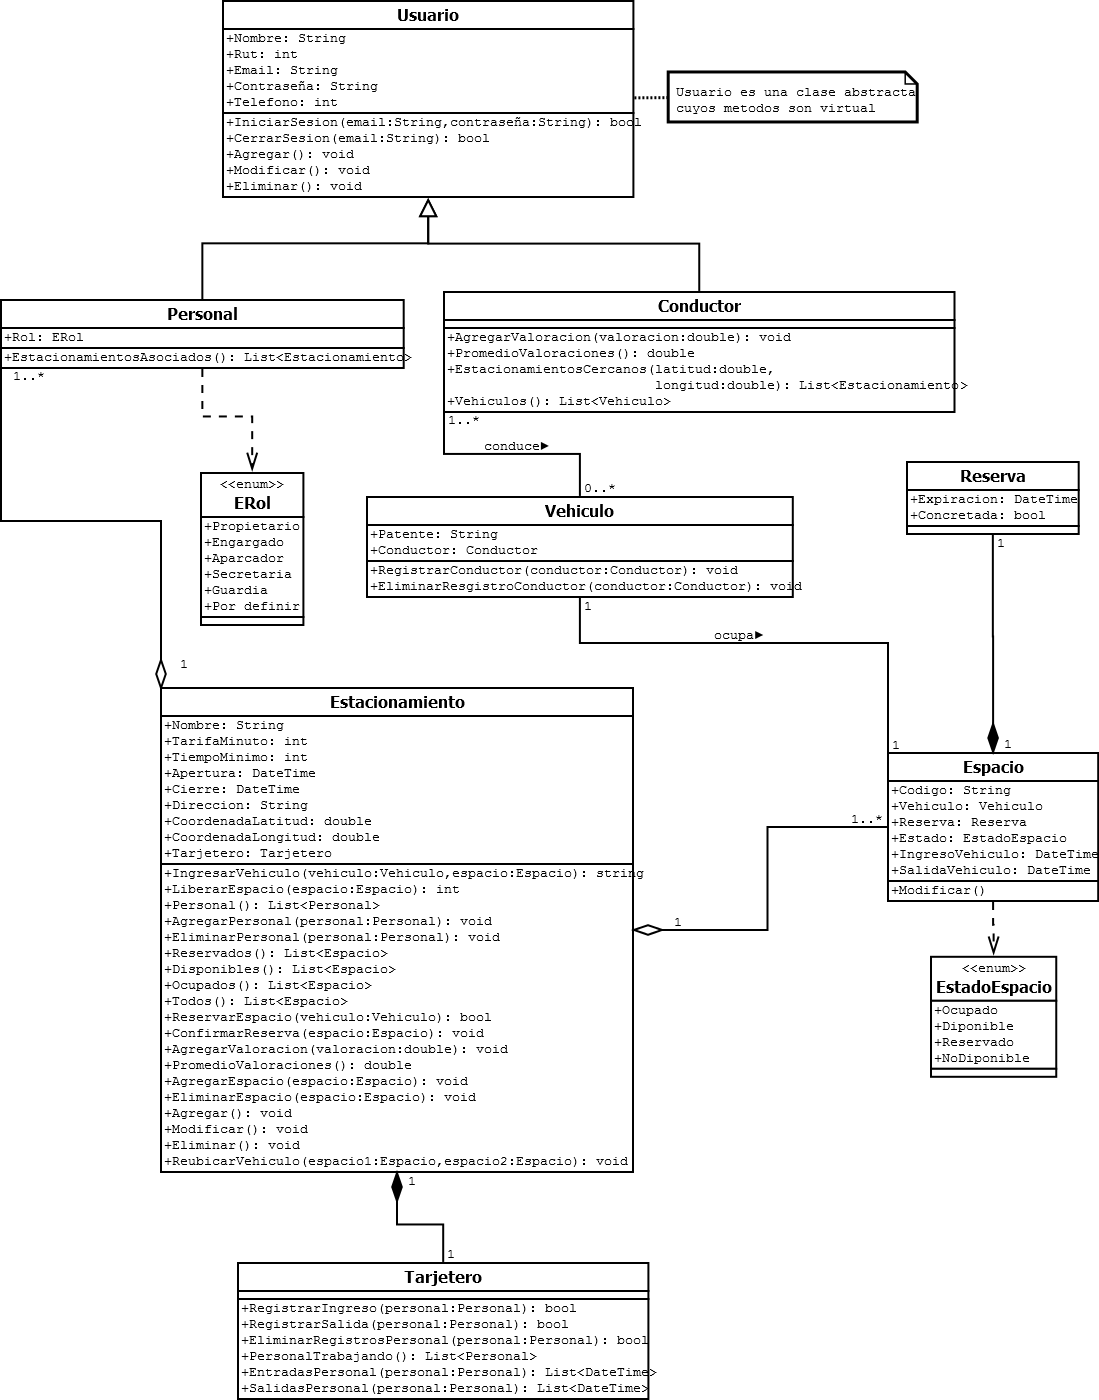 Usuario
+Nombre: String
+Rut: int
+Email: String
+Contraseña: String
+Telefono: int
+IniciarSesion(email:String,contraseña:String): bool
+CerrarSesion(email:String): bool
+Agregar(): void
+Modificar(): void
+Eliminar(): void
Usuario es una clase abstracta
cuyos metodos son virtual
Personal
+Rol: ERol
+EstacionamientosAsociados(): List<Estacionamiento>
1..*
Conductor
+AgregarValoracion(valoracion:double): void
+PromedioValoraciones(): double
+EstacionamientosCercanos(latitud:double,
longitud:double): List<Estacionamiento>
+Vehiculos(): List<Vehiculo>
1..*
conduce►
0..*
<<enum>>
ERol
+Propietario
+Engargado
+Aparcador
+Secretaria
+Guardia
+Por definir
Vehiculo
+Patente: String
+Conductor: Conductor
+RegistrarConductor(conductor:Conductor): void
+EliminarResgistroConductor(conductor:Conductor): void
1
ocupa►
1
Reserva
+Expiracion: DateTime
+Concretada: bool
1
1
Espacio
+Codigo: String
+Vehiculo: Vehiculo
+Reserva: Reserva
+Estado: EstadoEspacio
+IngresoVehiculo: DateTime
+SalidaVehiculo: DateTime
+Modificar()
1..*
1
<<enum>>
EstadoEspacio
+Ocupado
+Diponible
+Reservado
+NoDiponible
1
Estacionamiento
+Nombre: String
+TarifaMinuto: int
+TiempoMinimo: int
+Apertura: DateTime
+Cierre: DateTime
+Direccion: String
+CoordenadaLatitud: double
+CoordenadaLongitud: double
+Tarjetero: Tarjetero
+IngresarVehiculo(vehiculo:Vehiculo,espacio:Espacio): string
+LiberarEspacio(espacio:Espacio): int
+Personal(): List<Personal>
+AgregarPersonal(personal:Personal): void
+EliminarPersonal(personal:Personal): void
+Reservados(): List<Espacio>
+Disponibles(): List<Espacio>
+Ocupados(): List<Espacio>
+Todos(): List<Espacio>
+ReservarEspacio(vehiculo:Vehiculo): bool
+ConfirmarReserva(espacio:Espacio): void
+AgregarValoracion(valoracion:double): void
+PromedioValoraciones(): double
+AgregarEspacio(espacio:Espacio): void
+EliminarEspacio(espacio:Espacio): void
+Agregar(): void
+Modificar(): void
+Eliminar(): void
+ReubicarVehiculo(espacio1:Espacio,espacio2:Espacio): void
1
1
Tarjetero
+RegistrarIngreso(personal:Personal): bool
+RegistrarSalida(personal:Personal): bool
+EliminarRegistrosPersonal(personal:Personal): bool
+PersonalTrabajando(): List<Personal>
+EntradasPersonal(personal:Personal): List<DateTime>
+SalidasPersonal(personal:Personal): List<DateTime>